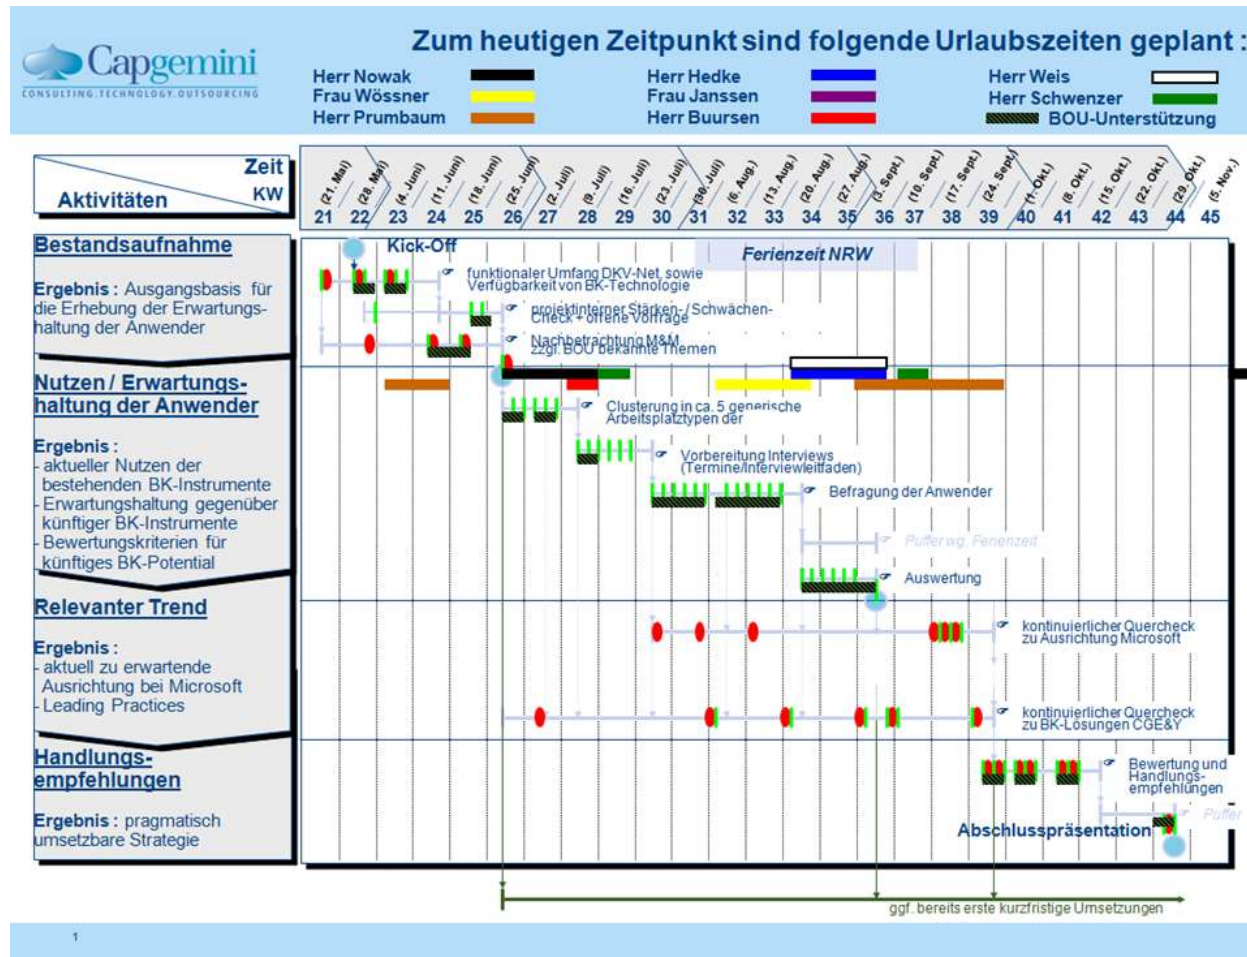 Capgemini
CONSULTING.TECHNOLOGY.OUTSOURCING
Zum heutigen Zeitpunkt sind folgende Urlaubszeiten geplant :
Herr Nowak
Herr Hedke
Herr Weis
Frau Wössner
Frau Janssen
Herr Schwenzer
Herr Prumbaum
Herr Buursen
BOU-Unterstützung
Zeit
KW
Aktivitäten
(21. Mai) (28. Mai) (4. Juni) (11. Juni) (18. Juni) (25. Juni) (2. Juli) (9. Juli) (16. Juli) (23. Juli) (30. Juli) (6. Aug.) (13. Aug.) (20. Aug.) (27. Aug.) (3. Sept.) (10. Sept.) (17. Sept.) (24. Sept.) (1. Okt.) (8. Okt.) (15. Okt.) (22. Okt.) (29. Okt.) (5. Nov.)
21 22 23 24 25 26 27 28 29 30 31 32 33 34 35 36 37 38 39 40 41 42 43 44 45
Bestandsaufnahme
Ergebnis : Ausgangsbasis für
die Erhebung der Erwartungs-
haltung der Anwender
Kick-Off
Ferienzeit NRW
funktionaler Umfang DKV-Net, sowie
Verfügbarkeit von BK-Technologie
projektinterner Stärken-/ Schwächen-
Check + offene Vorfrage
Nachbetrachtung M&M
zzgl. BOU bekannte Themen
Nutzen / Erwartungs-
haltung der Anwender
Ergebnis :
- aktueller Nutzen der
bestehenden BK-Instrumente
- Erwartungshaltung gegenüber
künftiger BK-Instrumente
- Bewertungskriterien für
künftiges BK-Potential
Clusterung in ca. 5 generische
Arbeitsplatztypen der
Vorbereitung Interviews
(Termine/Interviewleitfaden)
Befragung der Anwender
Puffer wg. Ferienzeit
Auswertung
Relevanter Trend
Ergebnis :
- aktuell zu erwartende
Ausrichtung bei Microsoft
- Leading Practices
kontinuierlicher Quercheck
zu Ausrichtung Microsoft
kontinuierlicher Quercheck
zu BK-Lösungen CGE&Y
Handlungs-
empfehlungen
Ergebnis : pragmatisch
umsetzbare Strategie
Bewertung und
Handlungs-
empfehlungen
Puffer
Abschlusspräsentation
ggf. bereits erste kurzfristige Umsetzungen
1